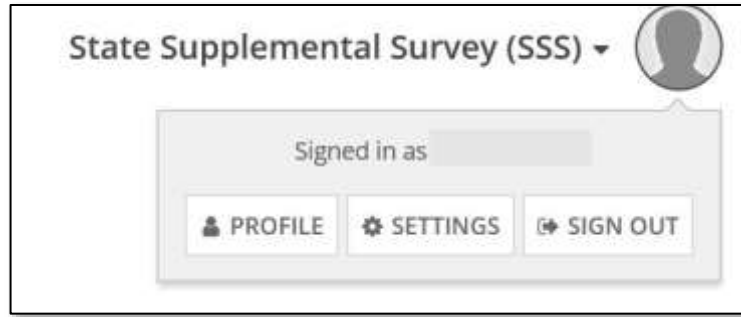 State Supplemental Survey (SSS)
Signed in as
PROFILE SETTINGS SIGN OUT